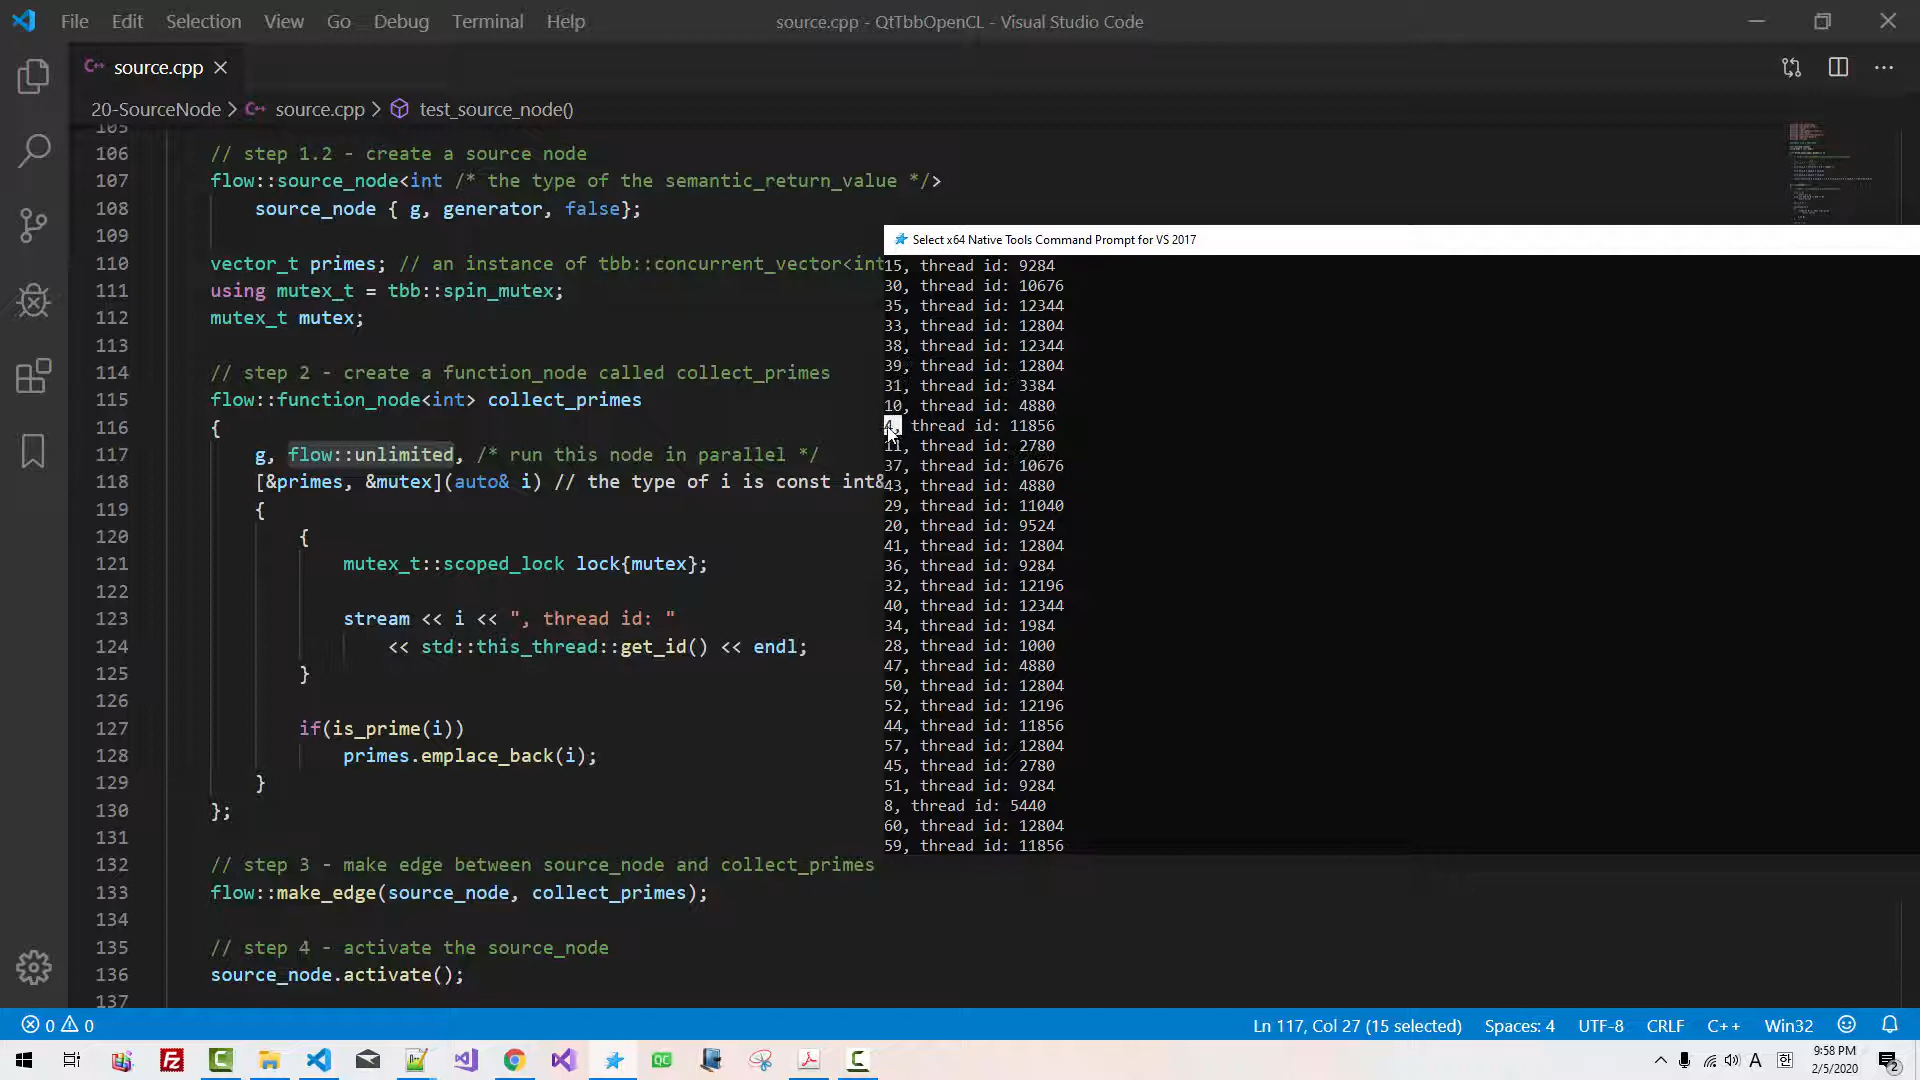 File Edit Selection View Go Debug Terminal Help
source.cpp - QtTbbOpenCL - Visual Studio Code
source.cpp
20-SourceNode > source.cpp > test_source_node()
105
106 // step 1.2 - create a source node
107 flow::source_node<int /* the type of the semantic_return_value */>
108 source_node { g, generator, false};
109
110 vector_t primes; // an instance of tbb::concurrent_vector<int
111 using mutex_t = tbb::spin_mutex;
112 mutex_t mutex;
113
114 // step 2 - create a function_node called collect_primes
115 flow::function_node<int> collect_primes
116 {
117 g, flow::unlimited, /* run this node in parallel */
118 [&primes, &mutex](auto& i) // the type of i is const int&
119 {
120 {
121 mutex_t::scoped_lock lock{mutex};
122
123 stream << i << ", thread id: "
124 << std::this_thread::get_id() << endl;
125 }
126
127 if(is_prime(i))
128 primes.emplace_back(i);
129 }
130 };
131
132 // step 3 - make edge between source_node and collect_primes
133 flow::make_edge(source_node, collect_primes);
134
135 // step 4 - activate the source_node
136 source_node.activate();
137
Select x64 Native Tools Command Prompt for VS 2017
15, thread id: 9284
30, thread id: 10676
35, thread id: 12344
33, thread id: 12804
38, thread id: 12344
39, thread id: 12804
31, thread id: 3384
10, thread id: 4880
4, thread id: 11856
11, thread id: 2780
37, thread id: 10676
43, thread id: 4880
29, thread id: 11040
20, thread id: 9524
41, thread id: 12804
36, thread id: 9284
32, thread id: 12196
40, thread id: 12344
34, thread id: 1984
28, thread id: 1000
47, thread id: 4880
50, thread id: 12804
52, thread id: 12196
44, thread id: 11856
57, thread id: 12804
45, thread id: 2780
51, thread id: 9284
8, thread id: 5440
60, thread id: 12804
59, thread id: 11856
0 0 Ln 117, Col 27 (15 selected) Spaces: 4 UTF-8 CRLF C++ Win32
A 9:58 PM
2/5/2020
2